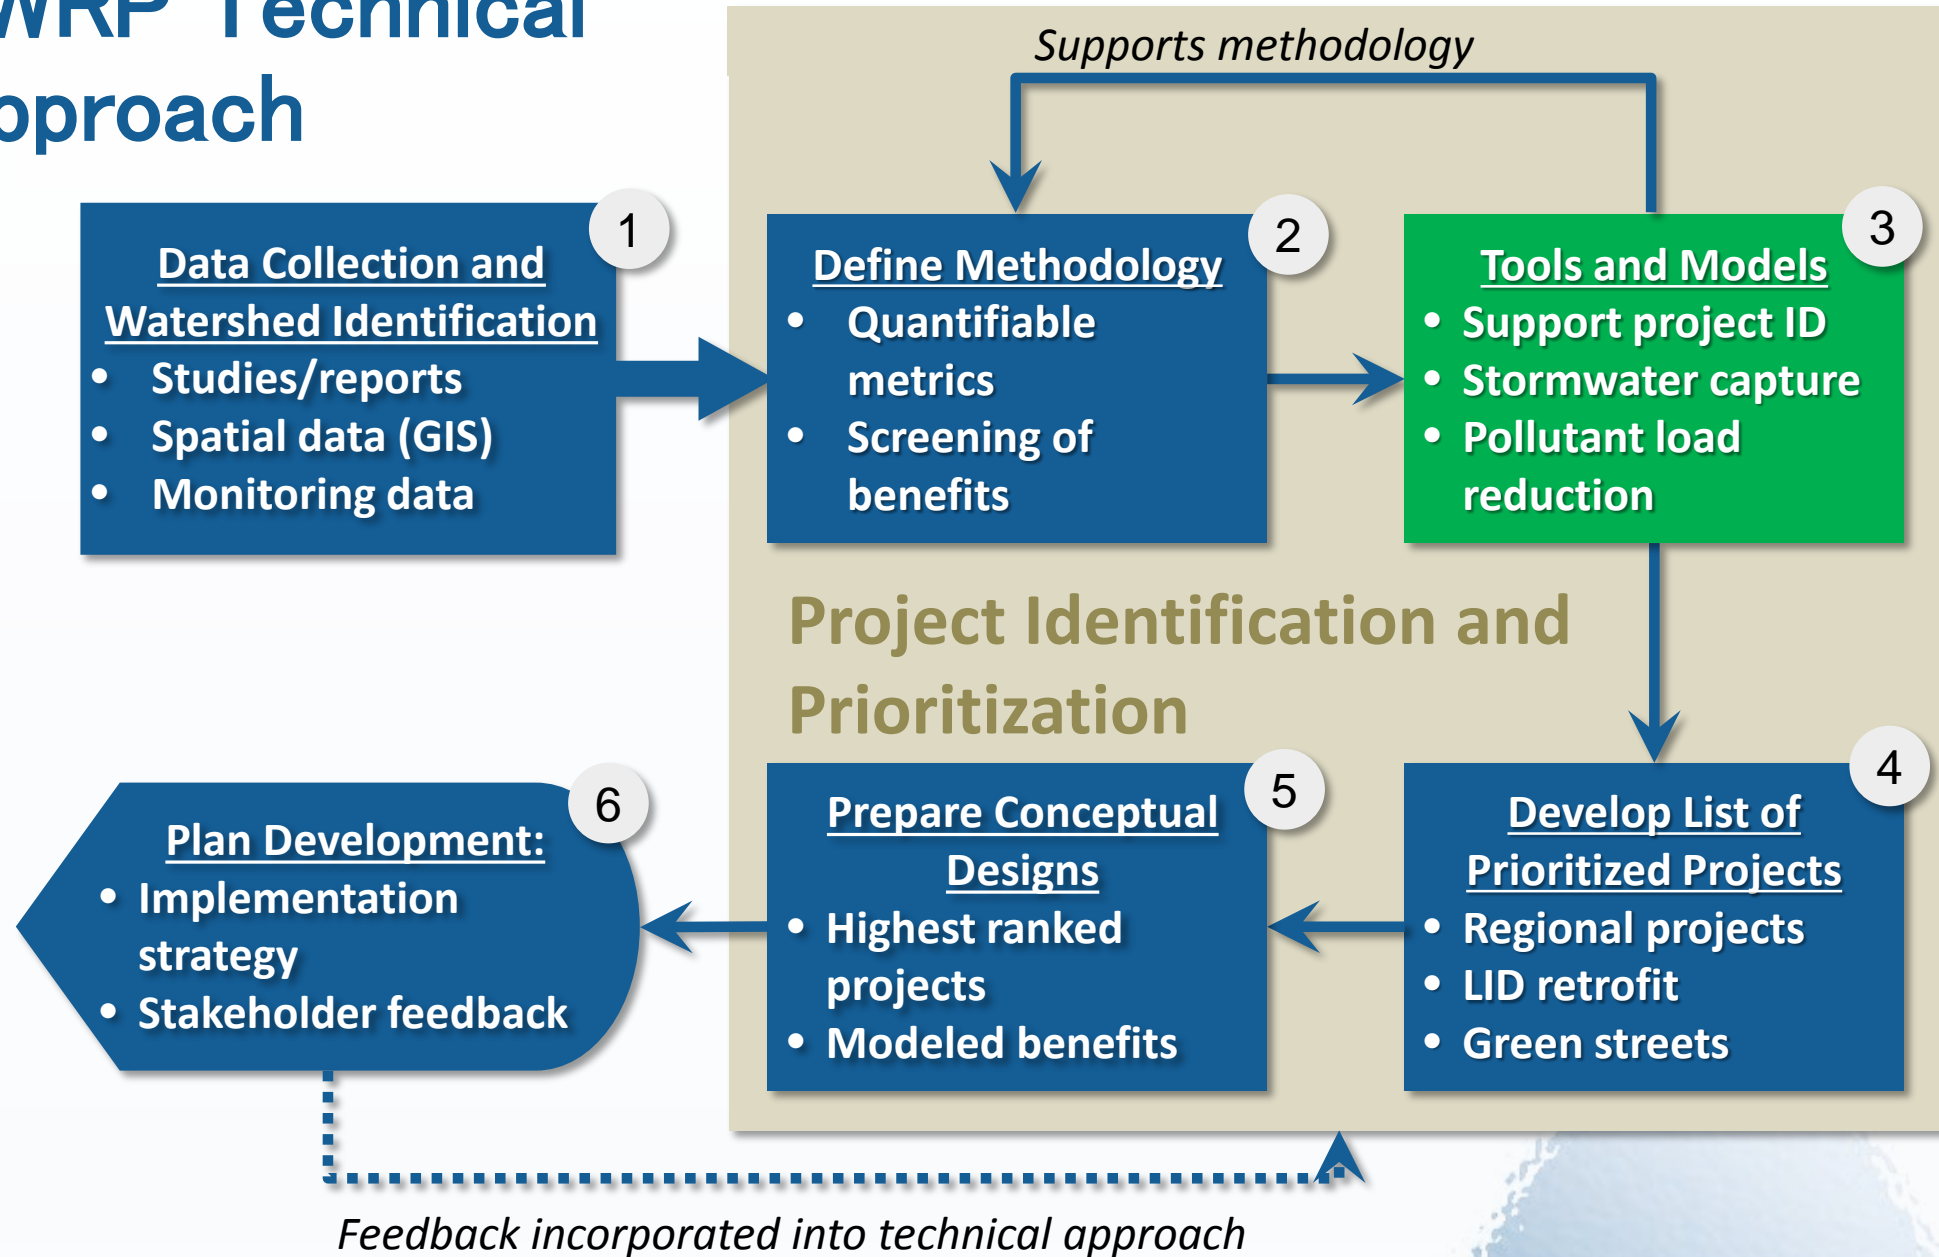 WRP Technical
pproach
Supports methodology
1
Data Collection and
Watershed Identification
• Studies/reports
• Spatial data (GIS)
• Monitoring data
2
Define Methodology
• Quantifiable
metrics
• Screening of
benefits
3
Tools and Models
• Support project ID
• Stormwater capture
• Pollutant load
reduction
Project Identification and
Prioritization
4
Develop List of
Prioritized Projects
• Regional projects
• LID retrofit
• Green streets
5
Prepare Conceptual
Designs
• Highest ranked
projects
• Modeled benefits
6
Plan Development:
• Implementation
strategy
• Stakeholder feedback
Feedback incorporated into technical approach